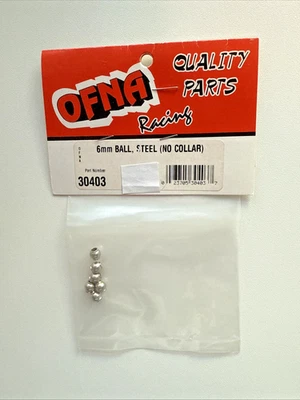 OFNA
Racing
QUALITY
PARTS
6mm BALL, STEEL (NO COLLAR)
Part Number
30403